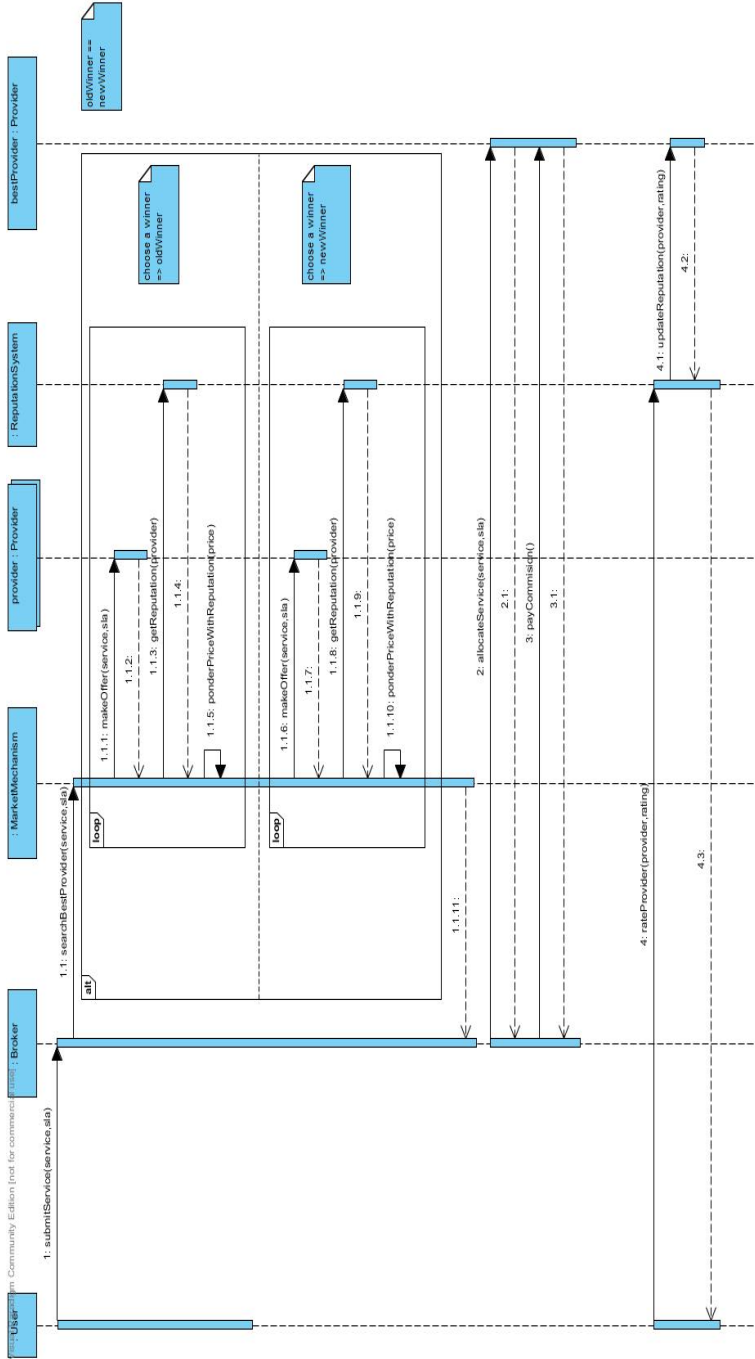 : User
: Broker
: MarketMechanism
provider : Provider
: ReputationSystem
bestProvider : Provider
Community Edition [not for commercial use]
1: submitService(service,sla)
1.1: searchBestProvider(service,sla)
alt
loop
1.1.1: makeOffer(service,sla)
1.1.2:
1.1.3: getReputation(provider)
1.1.4:
1.1.5: ponderPriceWithReputation(price)
choose a winner
=> oldWinner
oldWinner ==
newWinner
loop
1.1.6: makeOffer(service,sla)
1.1.7:
1.1.8: getReputation(provider)
1.1.9:
1.1.10: ponderPriceWithReputation(price)
choose a winner
=> newWinner
1.1.11:
2: allocateService(service,sla)
2.1:
3: payCommision()
3.1:
4: rateProvider(provider,rating)
4.1: updateReputation(provider,rating)
4.2:
4.3: